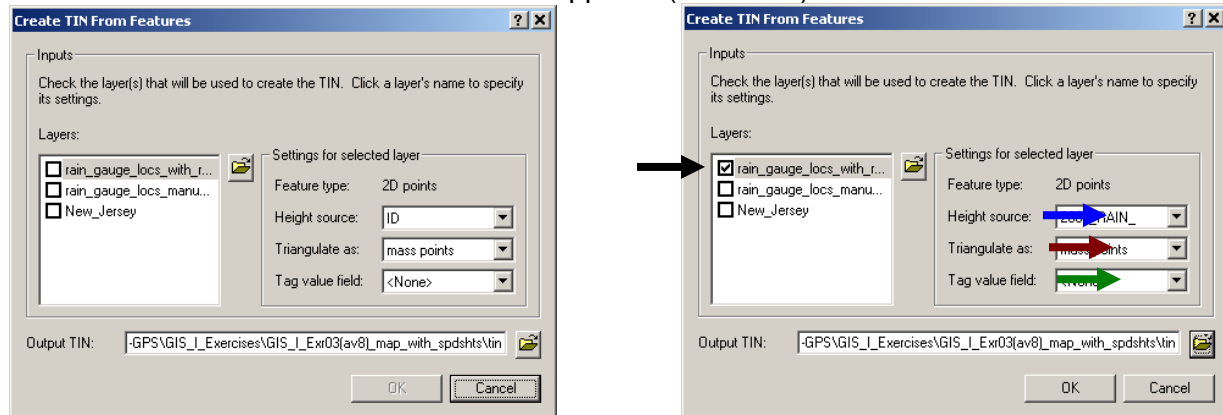 Create TIN From Features
Inputs
Check the layer(s) that will be used to create the TIN. Click a layer's name to specify
its settings.
Layers:
rain_gauge_locs_with_r...
rain_gauge_locs_manu...
New_Jersey
Settings for selected layer
Feature type: 2D points
Height source: ID
Triangulate as: mass points
Tag value field: <None>
Output TIN: -GPS\GIS_I_Exercises\GIS_I_Exr03(av8)_map_with_spdshts\tin
OK Cancel
Create TIN From Features
Inputs
Check the layer(s) that will be used to create the TIN. Click a layer's name to specify
its settings.
Layers:
rain_gauge_locs_with_r...
rain_gauge_locs_manu...
New_Jersey
Settings for selected layer
Feature type: 2D points
Height source:
Triangulate as:
Tag value field:
Output TIN: -GPS\GIS_I_Exercises\GIS_I_Exr03(av8)_map_with_spdshts\tin
OK Cancel